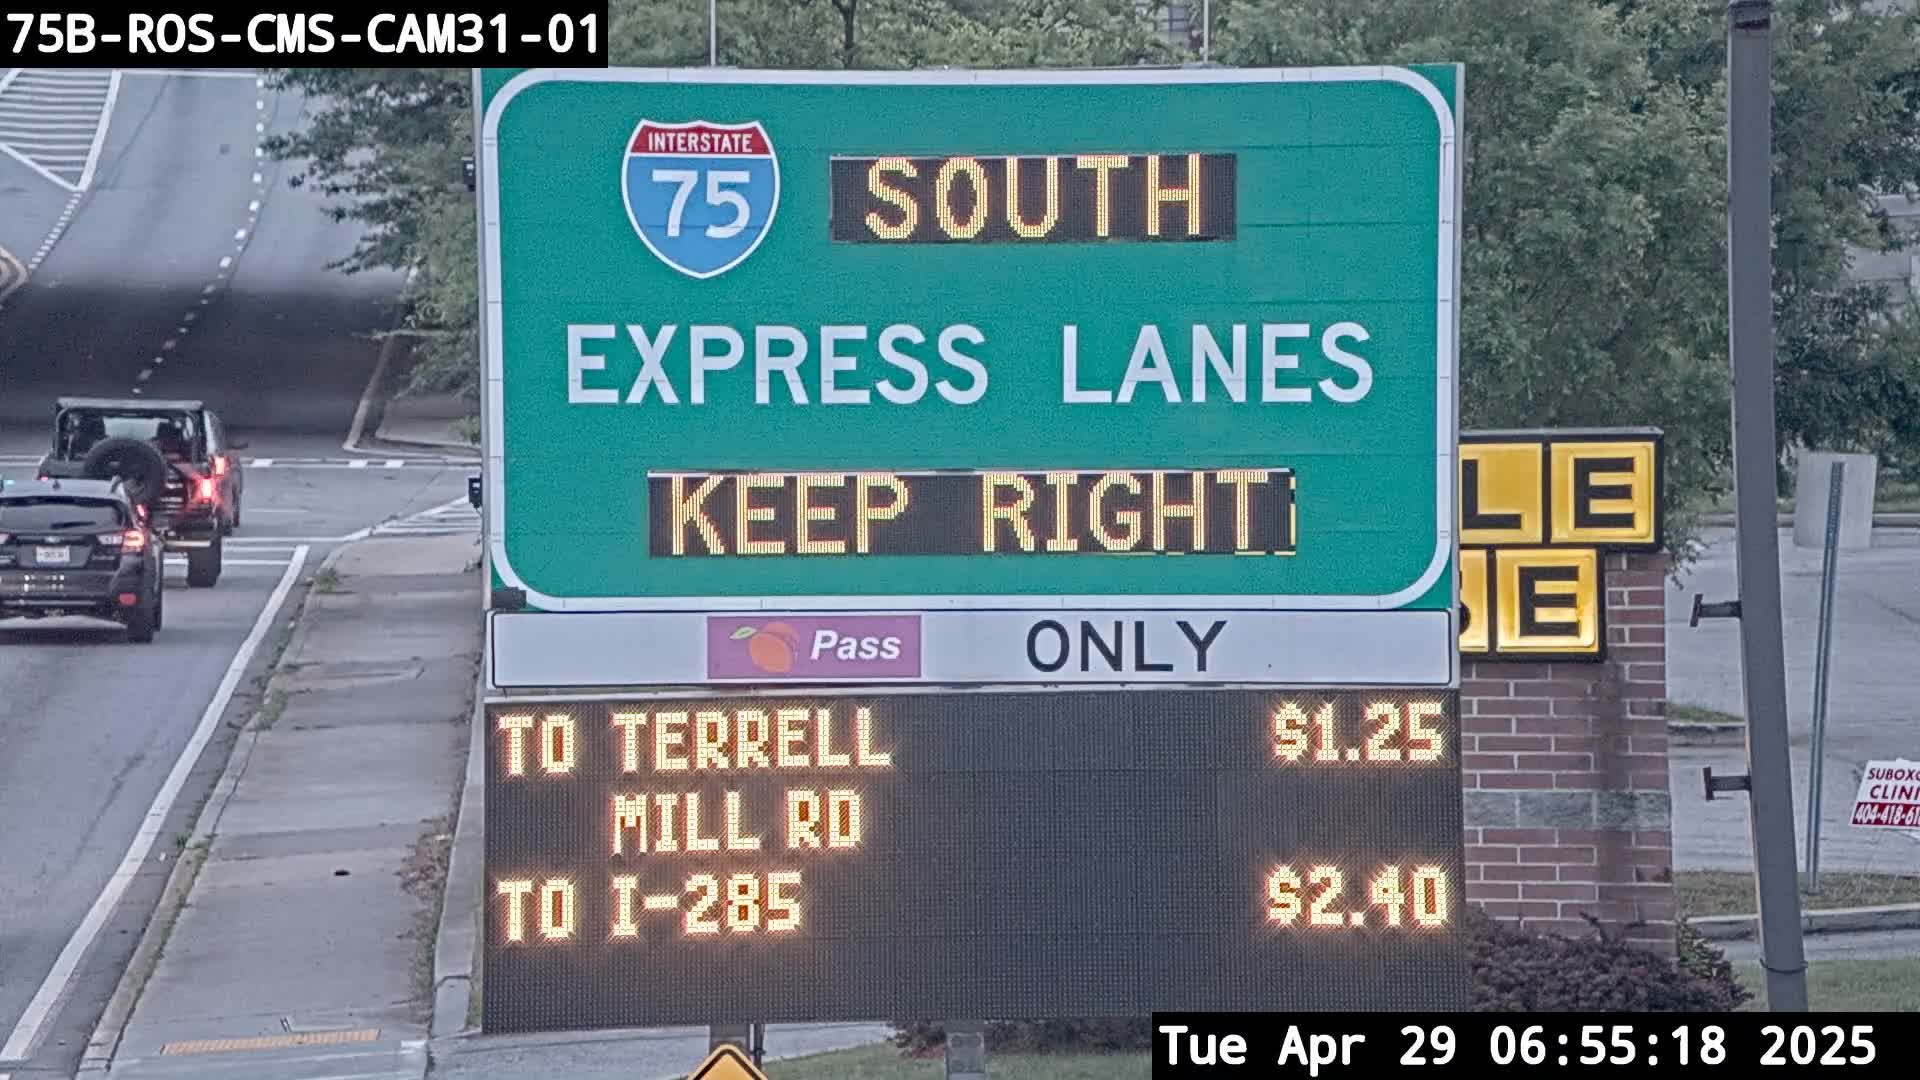 75B-ROS-CMS-CAM31-01
INTERSTATE
75
SOUTH
EXPRESS LANES
KEEP RIGHT
Pass ONLY
TO TERRELL $1.25
MILL RD
TO I-285 $2.40
LE
E
Tue Apr 29 06:55:18 2025